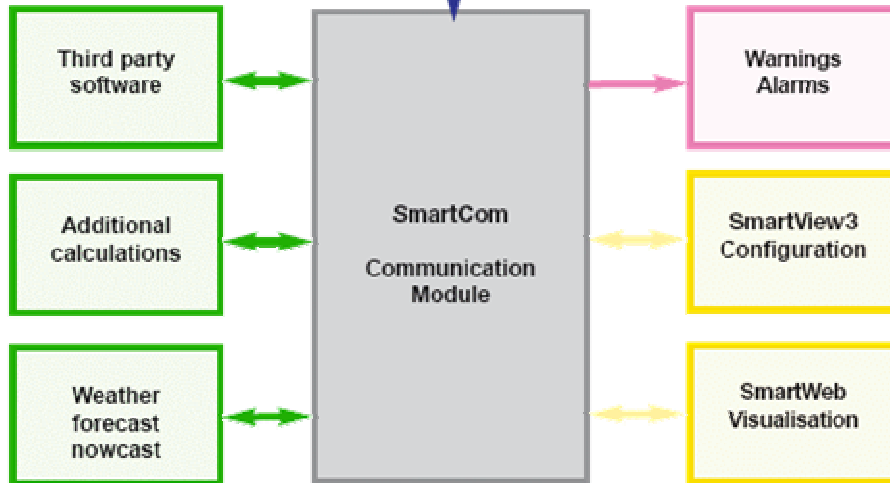 Third party
software
Additional
calculations
Weather
forecast
nowcast
SmartCom
Communication
Module
Warnings
Alarms
SmartView3
Configuration
SmartWeb
Visualisation